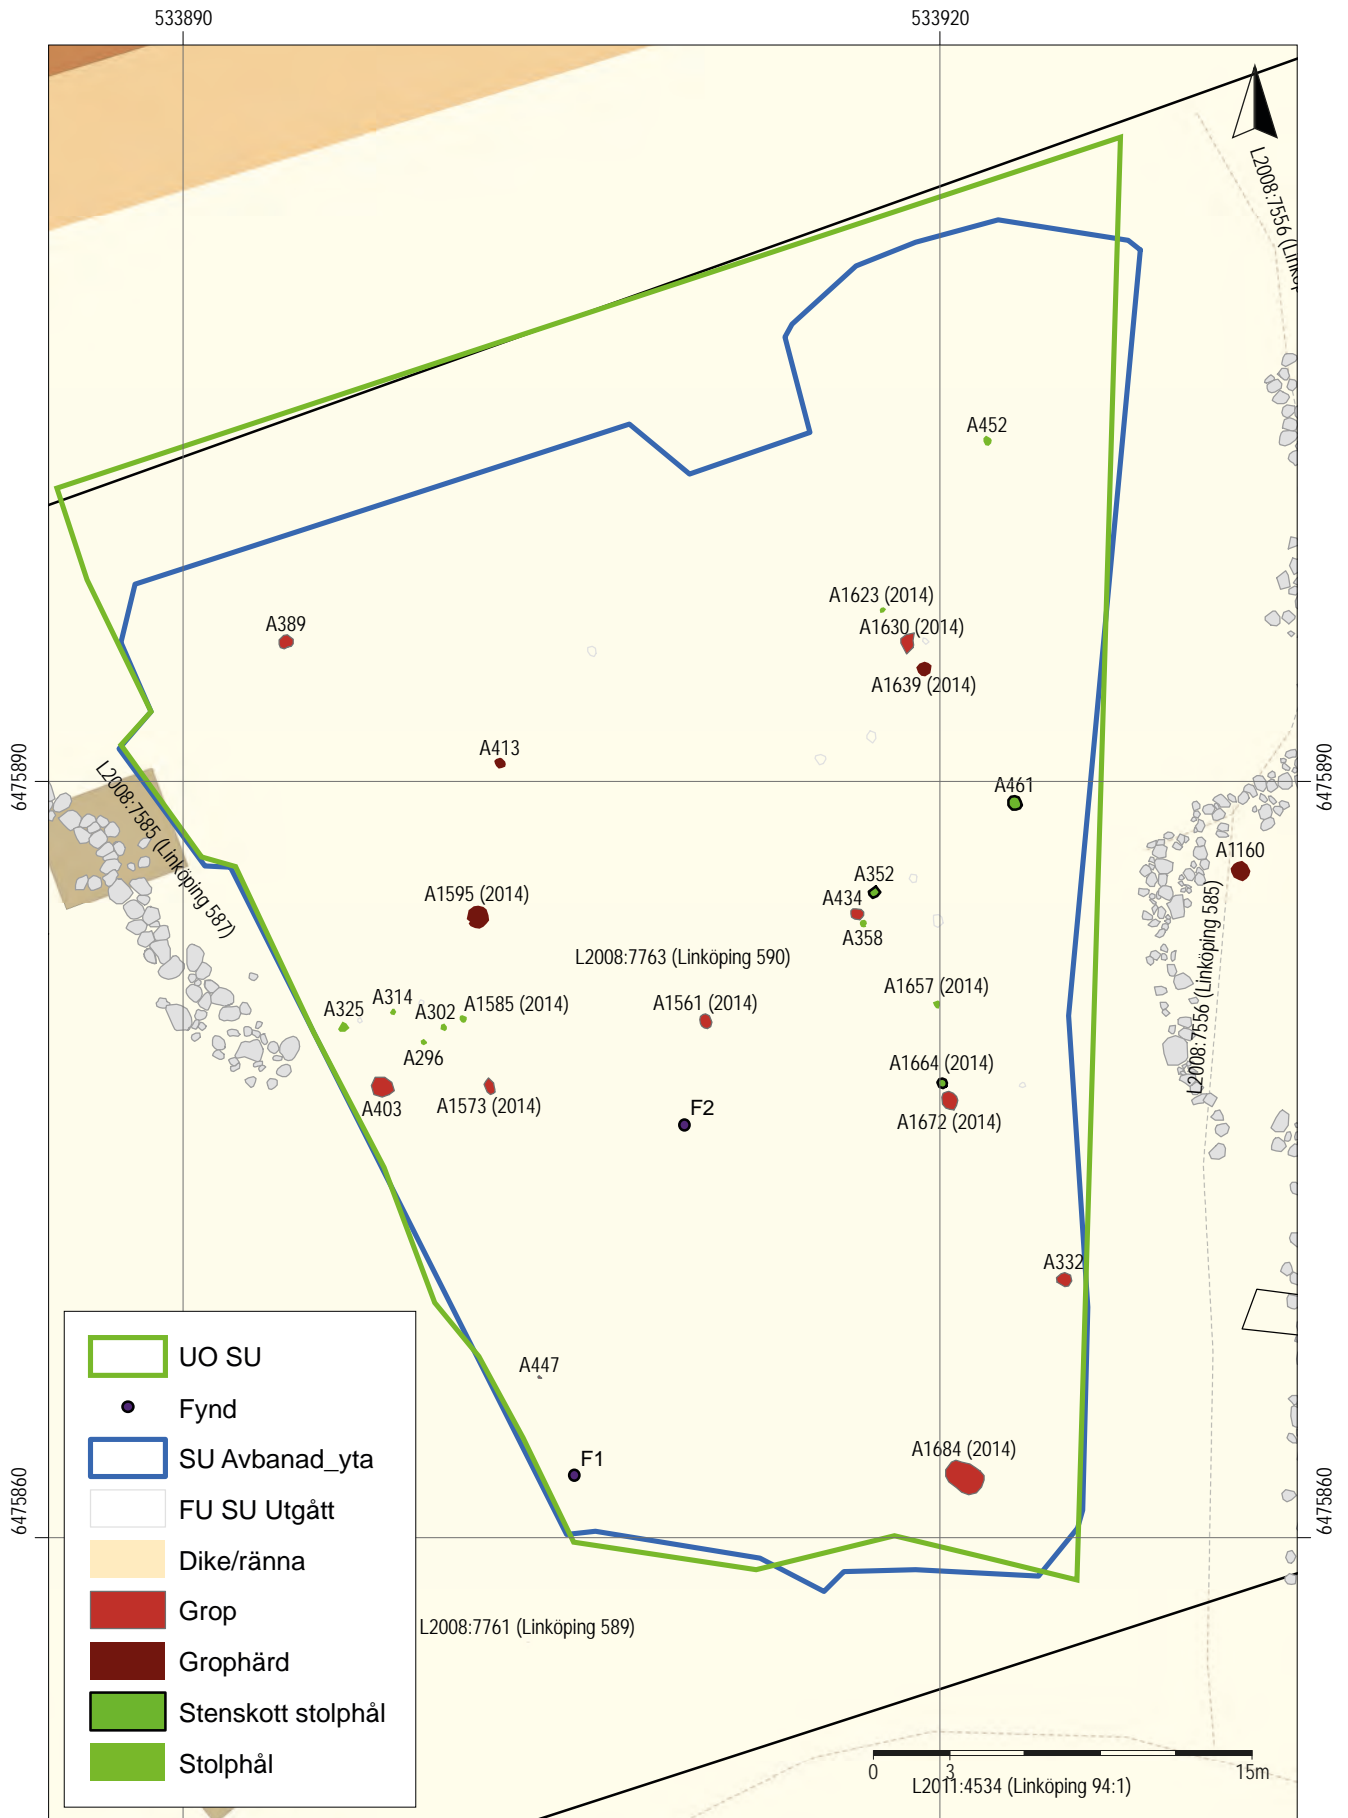 533890
533920
L2008:7556 (Linköp
A452
A1623 (2014)
A1630 (2014)
A389
A1639 (2014)
A413
6475890
6475890
A461
L2008:7585 (Linköping 587)
A1160
A352
A1595 (2014)
A434
A358
L2008:7763 (Linköping 590)
L2008:7556 (Linköping 585)
A1657 (2014)
A314
A325
A302
A1585 (2014)
A1561 (2014)
A296
A1664 (2014)
A403
A1573 (2014)
F2
A1672 (2014)
A332
A447
A1684 (2014)
F1
6475860
6475860
UO SU
Fynd
SU Avbanad_yta
FU SU Utgått
Dike/ränna
Grop
Grophärd
Stenskott stolphål
Stolphål
L2008:7761 (Linköping 589)
0 3 15m
L2011:4534 (Linköping 94:1)